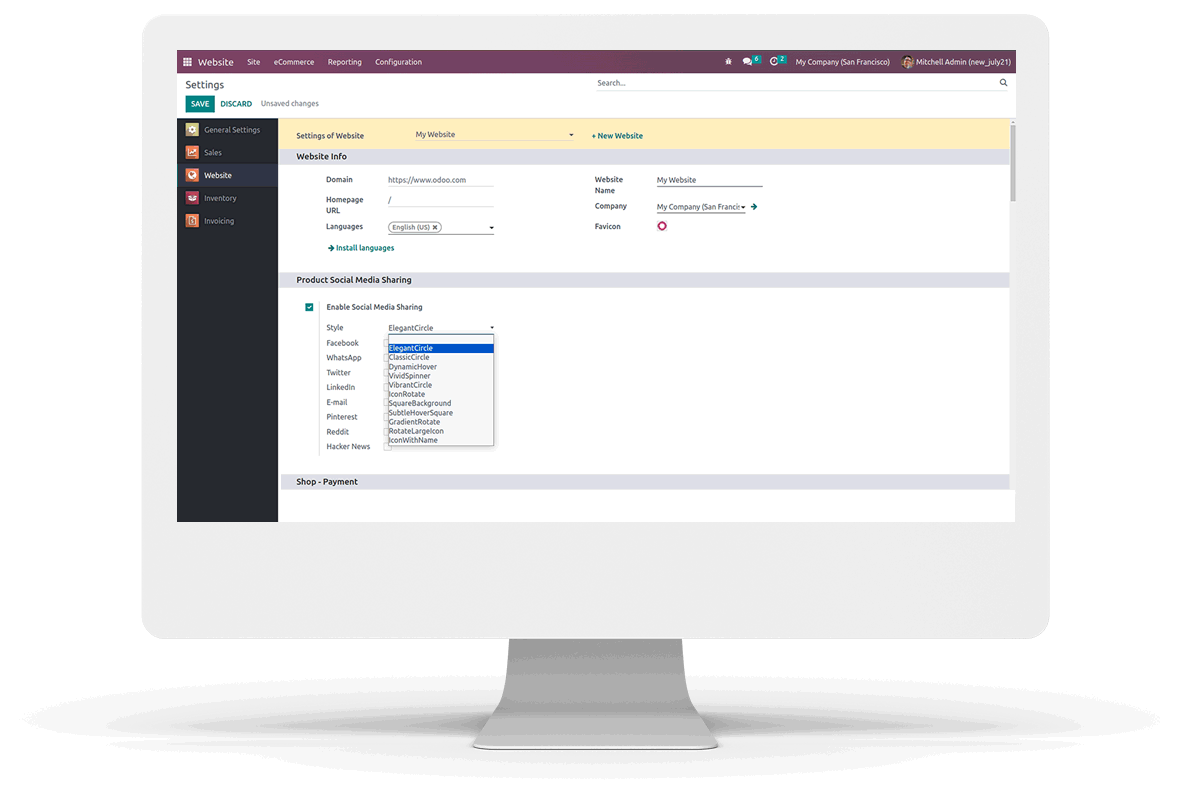 Website Site eCommerce Reporting Configuration 6 2 My Company (San Francisco) Mitchell Admin (new_july21)
Settings Search...
SAVE DISCARD Unsaved changes
General Settings
Sales
Website
Inventory
Invoicing
Settings of Website My Website + New Website
Website Info
Domain https://www.odoo.com
Website Name My Website
Homepage URL /
Company My Company (San Francis
Languages English (US) ✖
Favicon
Install languages
Product Social Media Sharing
Enable Social Media Sharing
Style ElegantCircle
Facebook
WhatsApp
Twitter
LinkedIn
E-mail
Pinterest
Reddit
Hacker News
ElegantCircle
ClassicCircle
DynamicHover
VividSpinner
VibrantCircle
IconRotate
SquareBackground
SubtleHoverSquare
GradientRotate
RotateLargeIcon
IconWithName
Shop - Payment